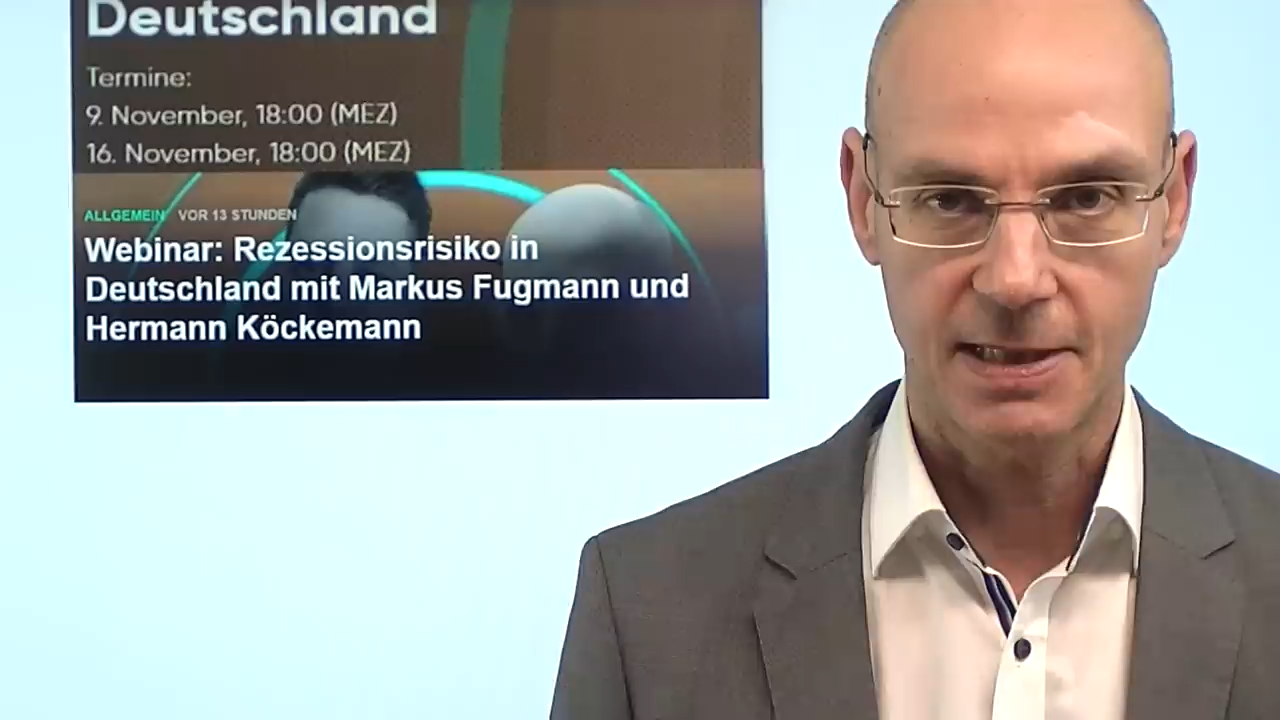 Deutschland
Termine:
9. November, 18:00 (MEZ)
16. November, 18:00 (MEZ)
ALLGEMEIN VOR 13 STUNDEN
Webinar: Rezessionsrisiko in
Deutschland mit Markus Fugmann und
Hermann Köckemann